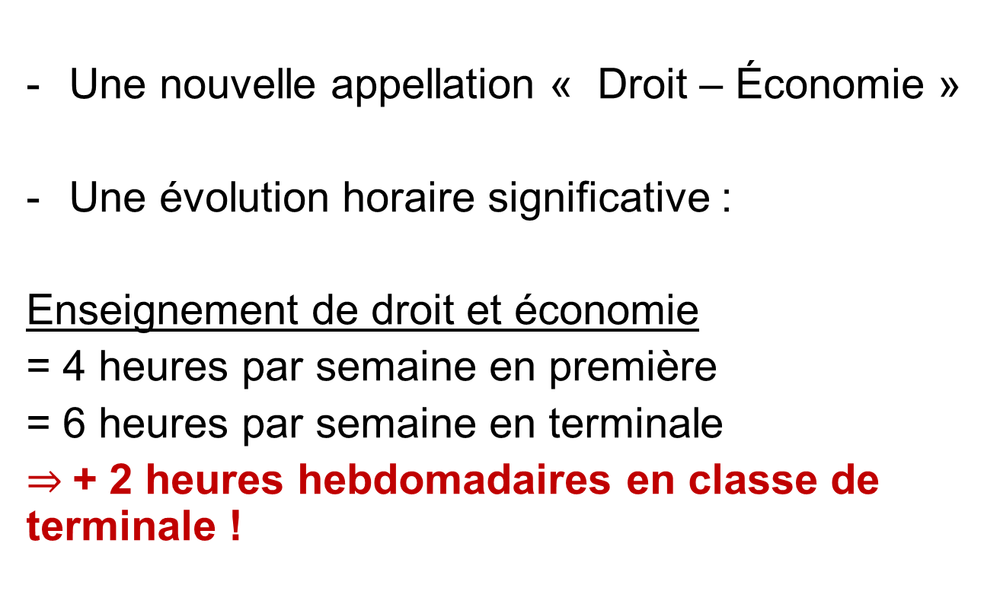 - Une nouvelle appellation «  Droit – Économie »
- Une évolution horaire significative :
Enseignement de droit et économie
= 4 heures par semaine en première
= 6 heures par semaine en terminale
⇒ + 2 heures hebdomadaires en classe de
terminale !